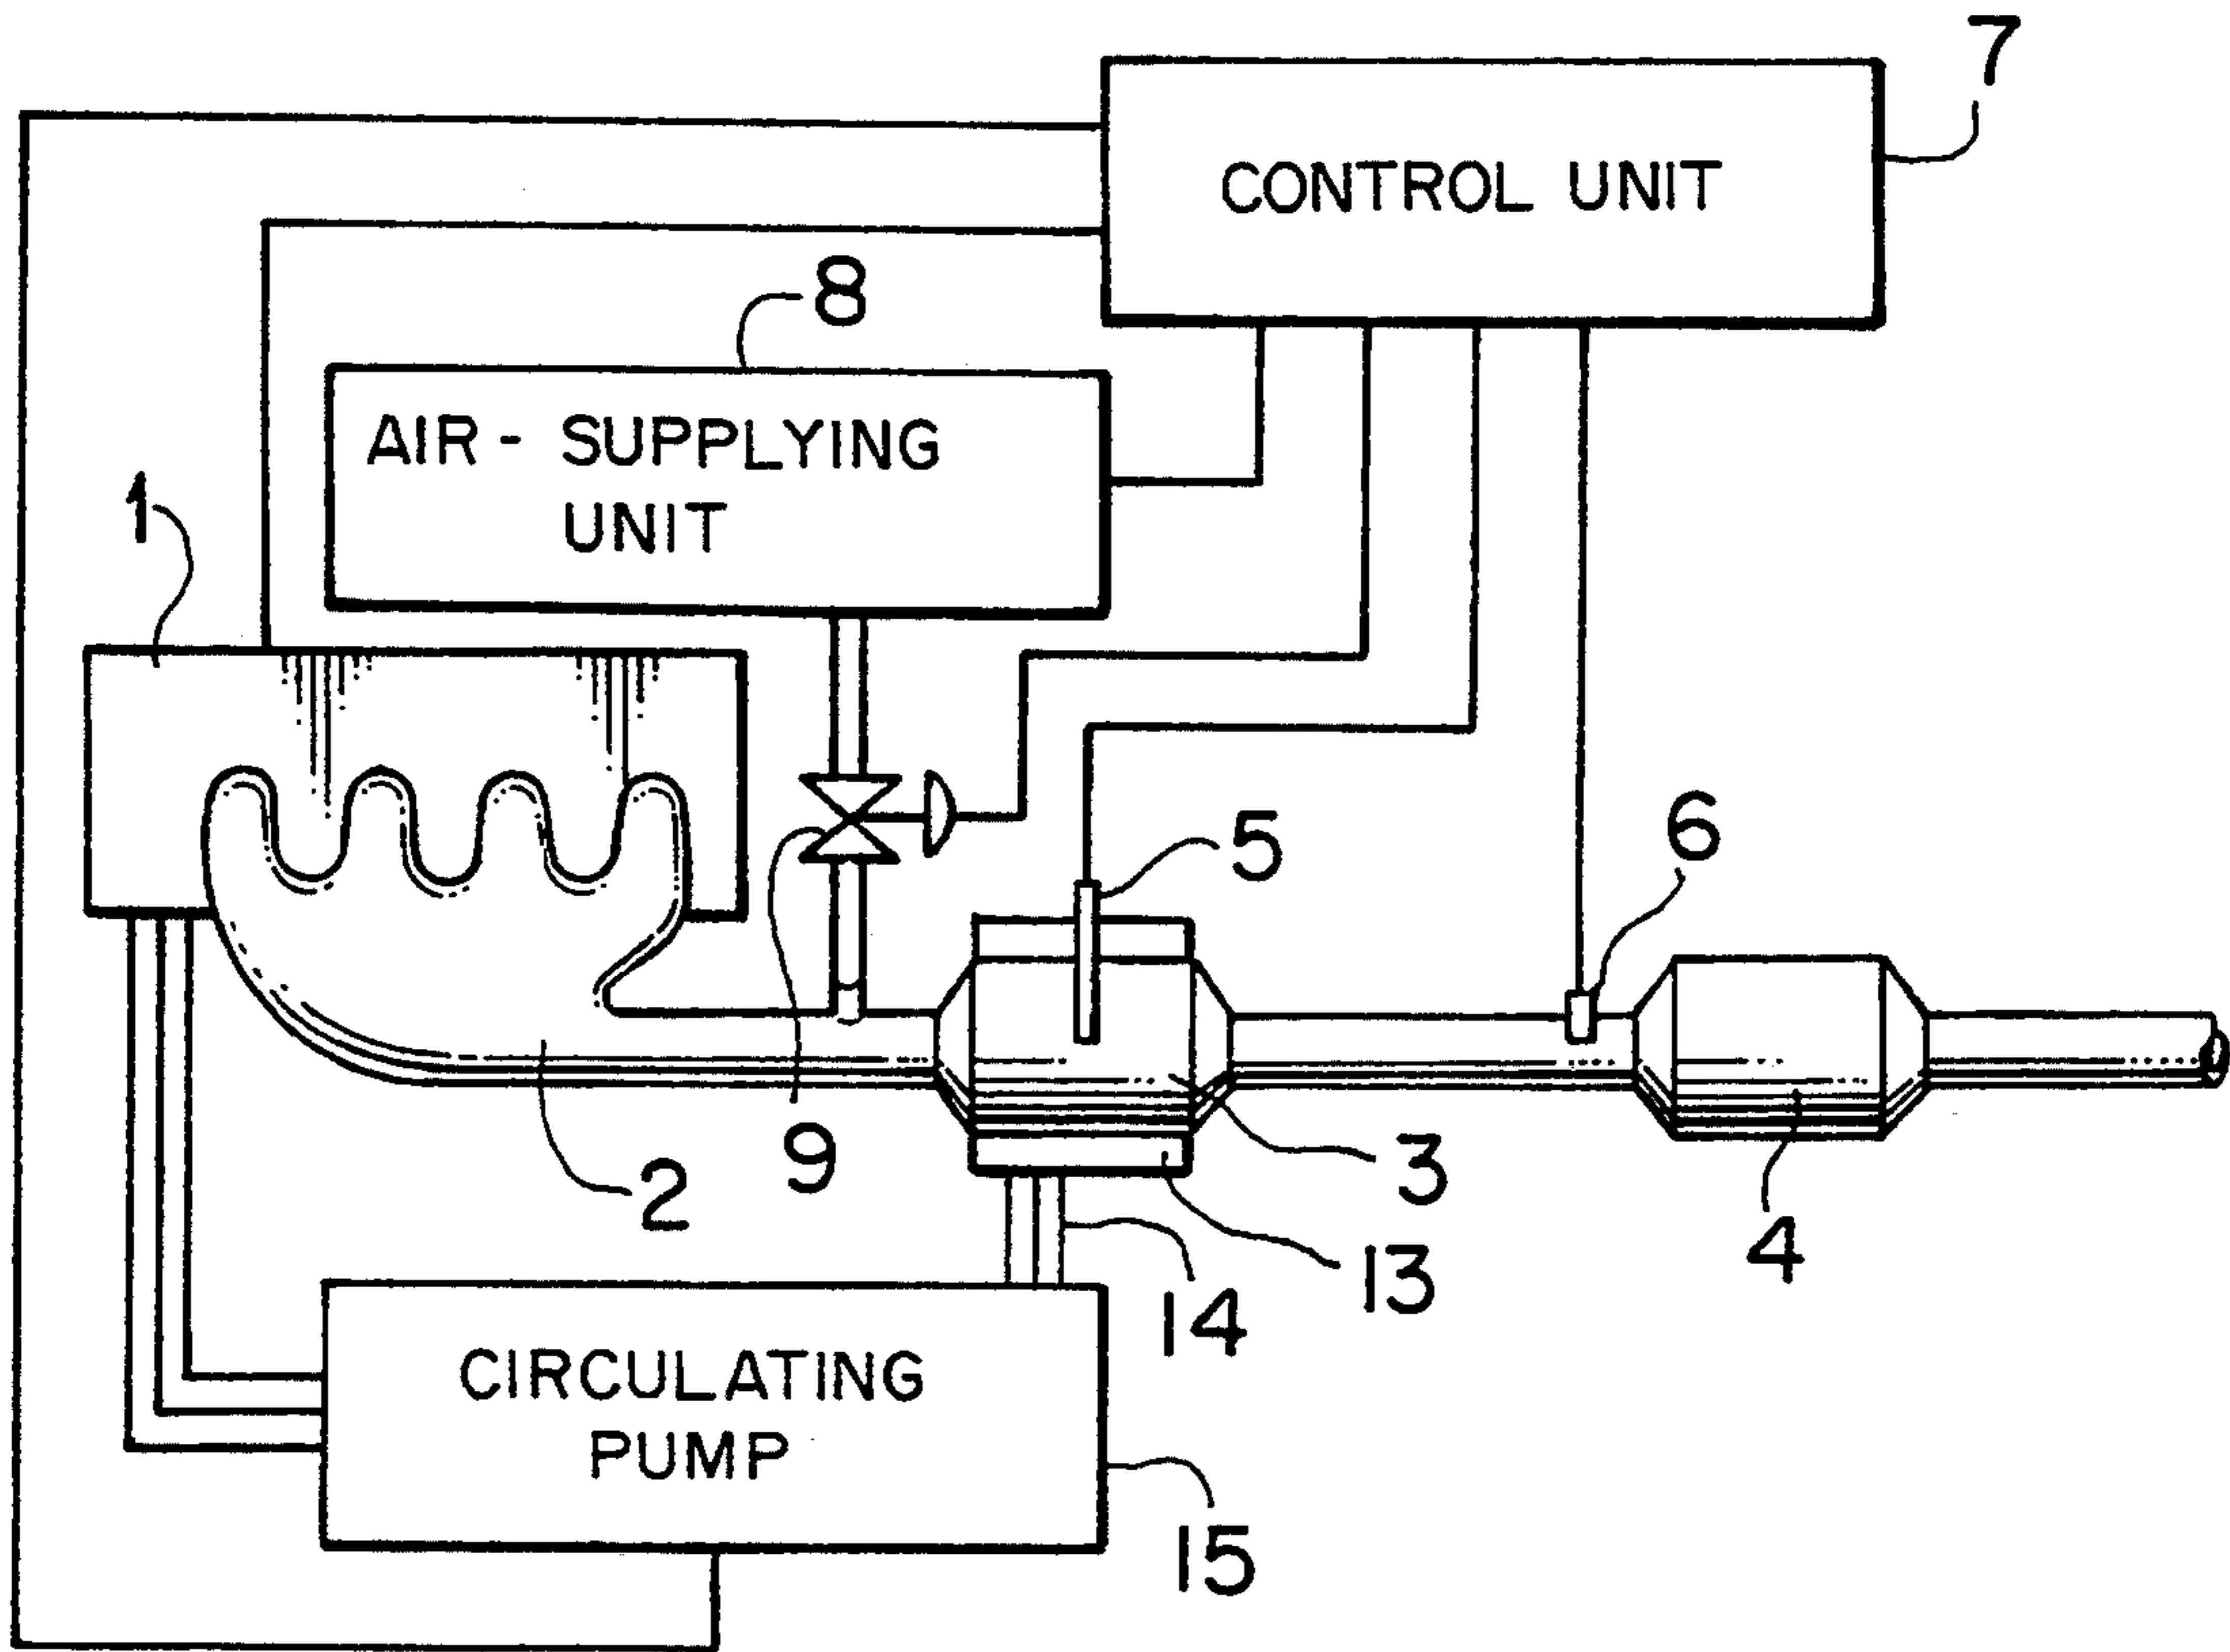 7
CONTROL UNIT
8
AIR - SUPPLYING
UNIT
1
5
6
9
2
3
4
13
14
CIRCULATING
PUMP
15